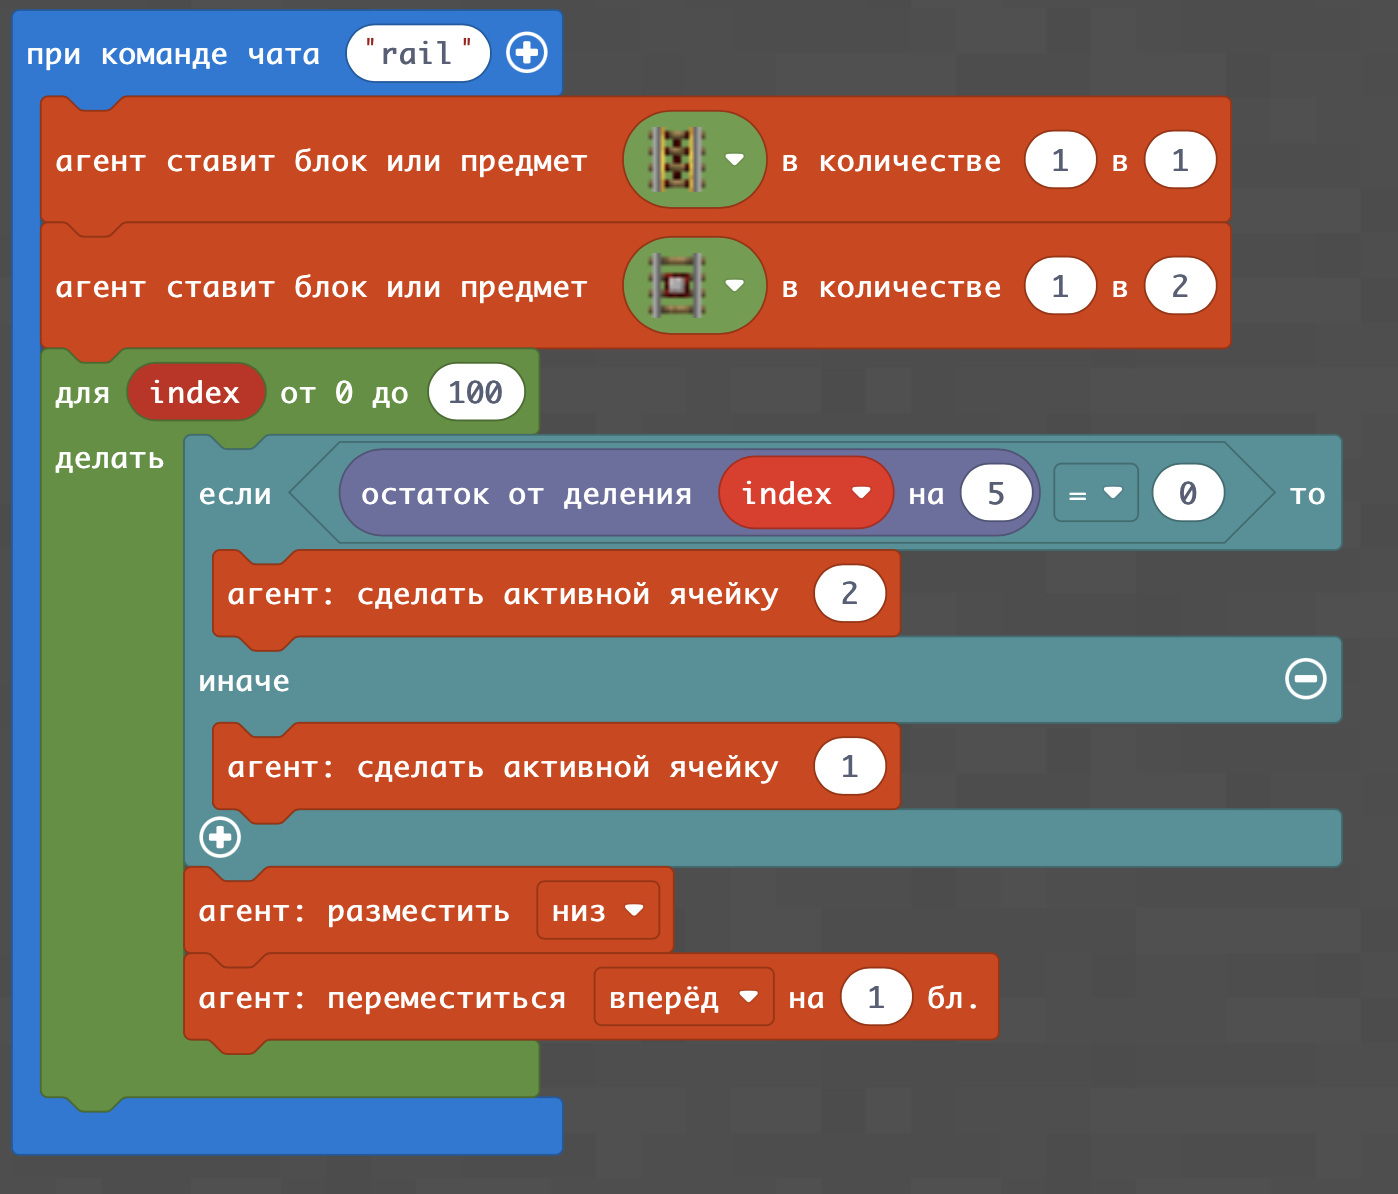 при команде чата "rail"
агент ставит блок или предмет в количестве 1 в 1
агент ставит блок или предмет в количестве 1 в 2
для index от 0 до 100
делать
если остаток от деления index на 5 = 0 то
агент: сделать активной ячейку 2
иначе
агент: сделать активной ячейку 1
агент: разместить низ
агент: переместиться вперёд на 1 бл.